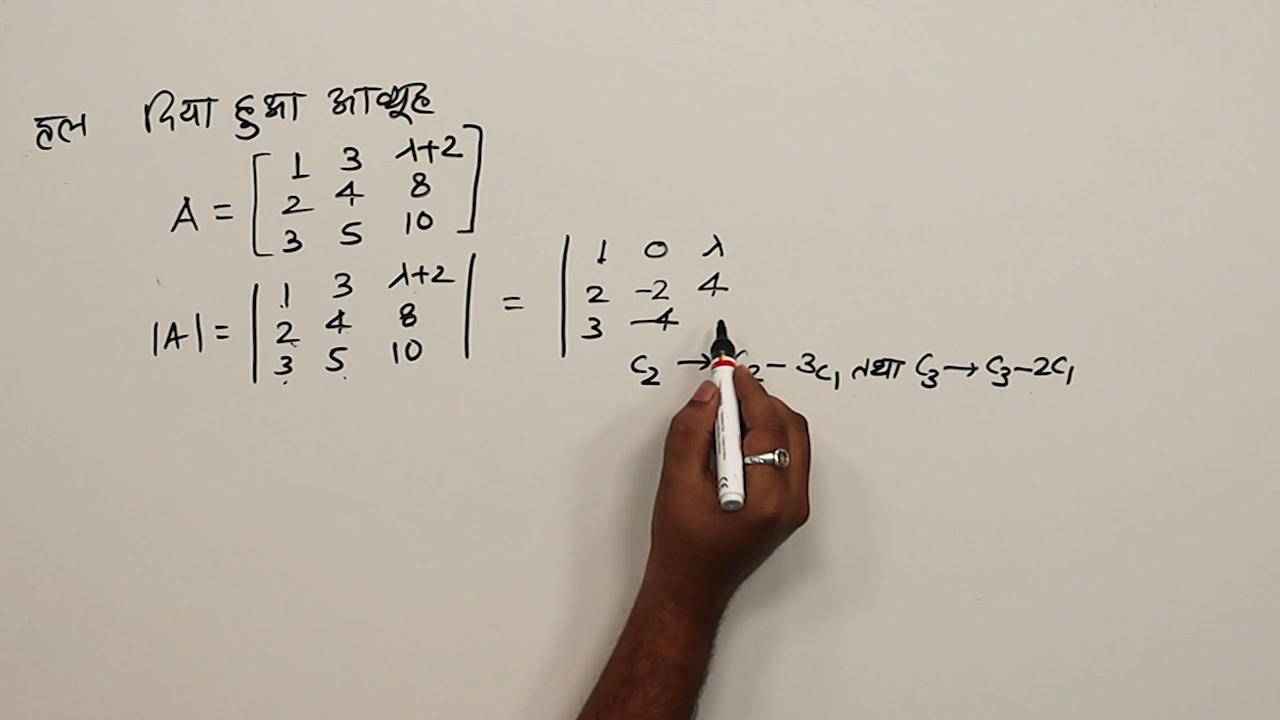 हल दिया हुआ आव्यूह
A = [ 1 3 λ+2
2 4 8
3 5 10 ]
|A| = | 1 3 λ+2
2 4 8
3 5 10 | = | 1 0 λ
2 -2 4
3 -4
C₂ → C₂ - 3C₁ तथा C₃ → C₃ - 2C₁